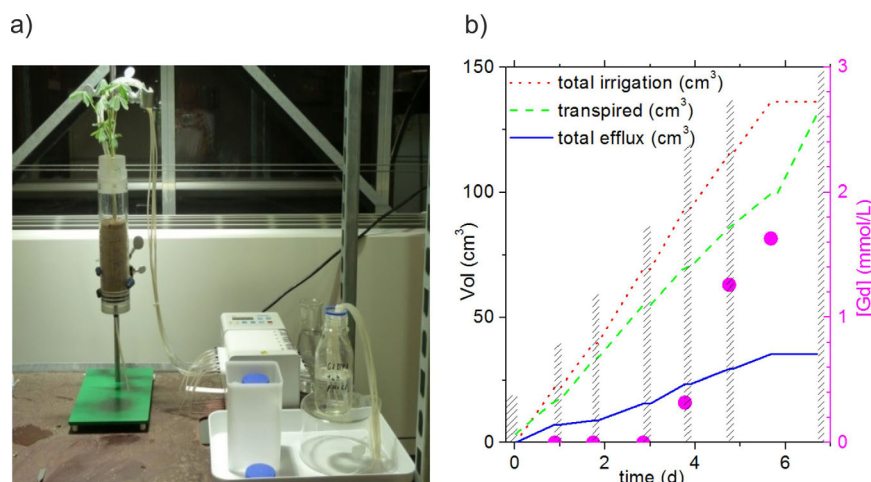 a)
b)
total irrigation (cm³)
transpired (cm³)
total efflux (cm³)
Vol (cm³)
150
100
50
0
0
2
4
6
time (d)
3
2
1
0
[Gd] (mmol/L)